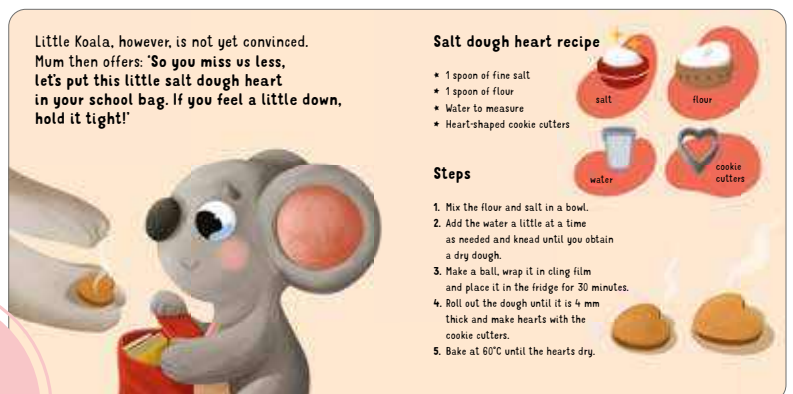 Little Koala, however, is not yet convinced.
Mum then offers: 'So you miss us less,
let's put this little salt dough heart
in your school bag. If you feel a little down,
hold it tight!'
Salt dough heart recipe
* 1 spoon of fine salt
* 1 spoon of flour
* Water to measure
* Heart-shaped cookie cutters
salt
flour
water
cookie
cutters
Steps
1. Mix the flour and salt in a bowl.
2. Add the water a little at a time
as needed and knead until you obtain
a dry dough.
3. Make a ball, wrap it in cling film
and place it in the fridge for 30 minutes.
4. Roll out the dough until it is 4 mm
thick and make hearts with the
cookie cutters.
5. Bake at 60°C until the hearts dry.